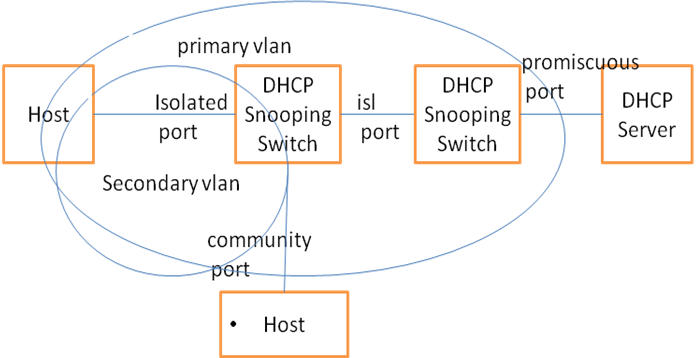 primary vlan
Host
Isolated
port
DHCP
Snooping
Switch
isl
port
DHCP
Snooping
Switch
promiscuous
port
DHCP
Server
Secondary vlan
community
port
• Host